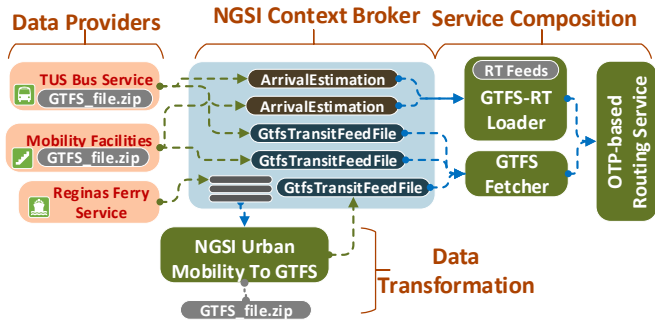 Data Providers
NGSI Context Broker
Service Composition
TUS Bus Service
GTFS_file.zip
Mobility Facilities
GTFS_file.zip
Reginas Ferry
Service
ArrivalEstimation
ArrivalEstimation
GtfsTransitFeedFile
GtfsTransitFeedFile
GtfsTransitFeedFile
RT Feeds
GTFS-RT
Loader
GTFS
Fetcher
OTP-based
Routing Service
NGSI Urban
Mobility To GTFS
GTFS_file.zip
Data
Transformation